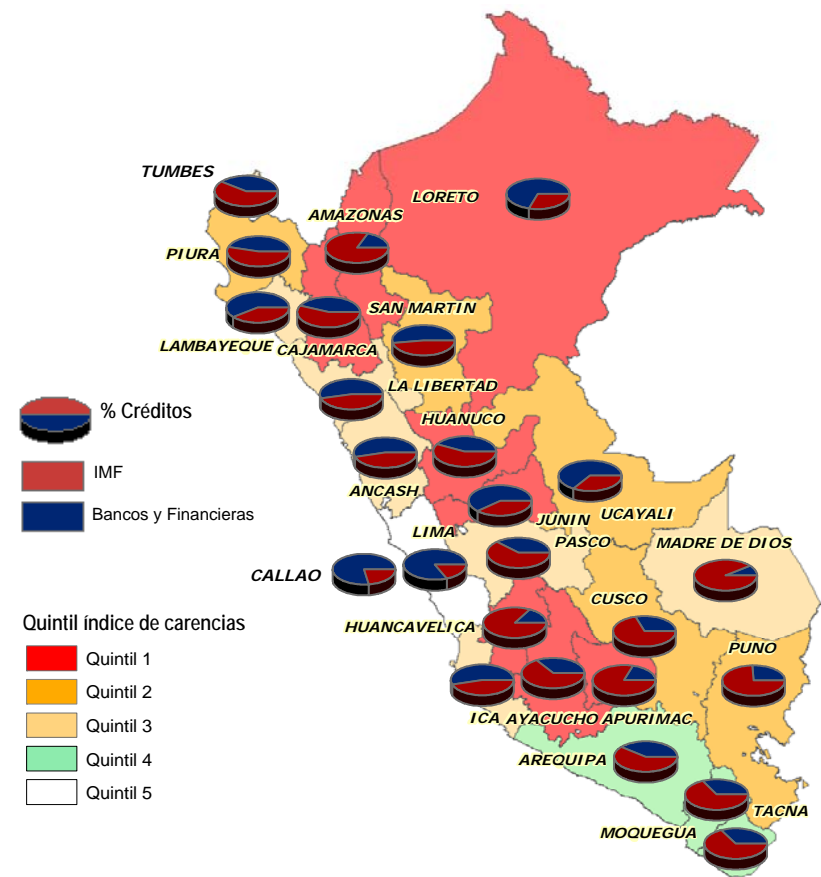 TUMBES
AMAZONAS
LORETO
PIURA
SAN MARTIN
LAMBAYEQUE
CAJAMARCA
LA LIBERTAD
HUANUCO
ANCASH
UCAYALI
JUNIN
LIMA
PASCO
MADRE DE DIOS
CALLAO
CUSCO
HUANCAVELICA
PUNO
ICA
AYACUCHO
APURIMAC
AREQUIPA
TACNA
MOQUEGUA
% Créditos
IMF
Bancos y Financieras
Quintil índice de carencias
Quintil 1
Quintil 2
Quintil 3
Quintil 4
Quintil 5